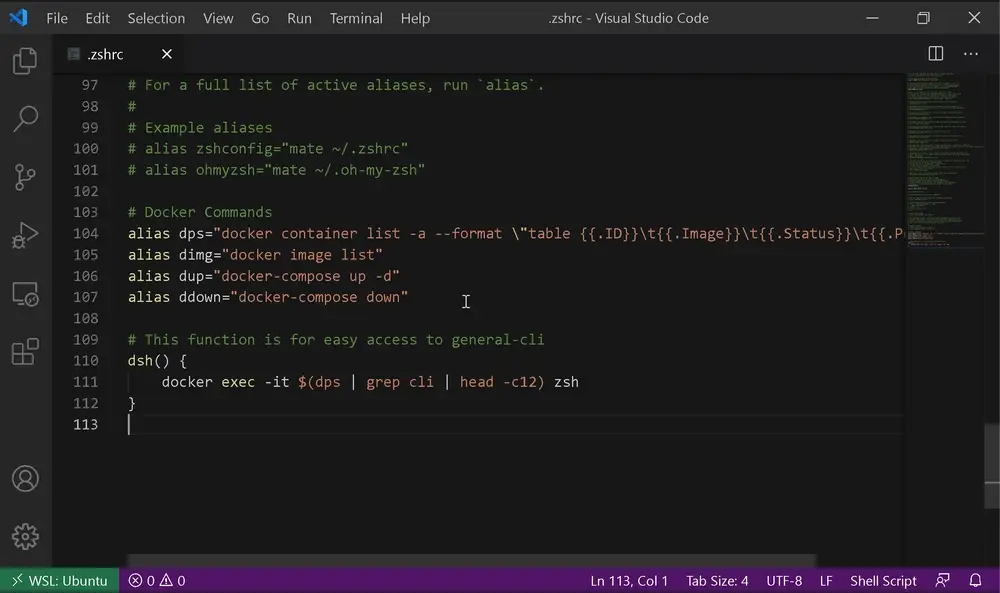 File Edit Selection View Go Run Terminal Help .zshrc - Visual Studio Code
.zshrc
97 # For a full list of active aliases, run `alias`.
98 #
99 # Example aliases
100 # alias zshconfig="mate ~/.zshrc"
101 # alias ohmyzsh="mate ~/.oh-my-zsh"
102
103 # Docker Commands
104 alias dps="docker container list -a --format \"table {{.ID}}\t{{.Image}}\t{{.Status}}\t{{.P
105 alias dimg="docker image list"
106 alias dup="docker-compose up -d"
107 alias ddown="docker-compose down"
108
109 # This function is for easy access to general-cli
110 dsh() {
111 docker exec -it $(dps | grep cli | head -c12) zsh
112 }
113
WSL: Ubuntu 0 0 Ln 113, Col 1 Tab Size: 4 UTF-8 LF Shell Script